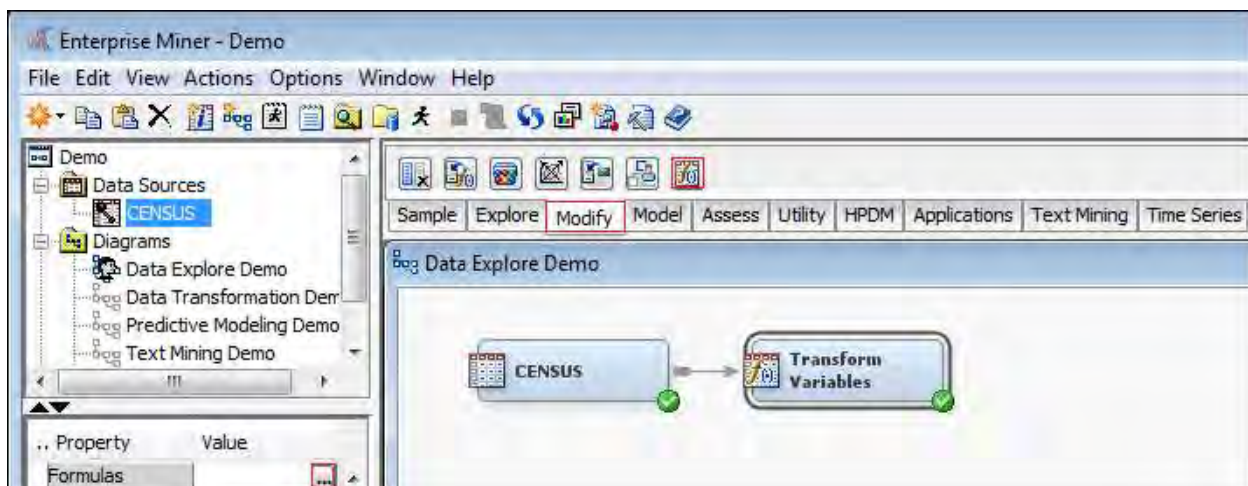 Enterprise Miner - Demo
File Edit View Actions Options Window Help
Demo
Data Sources
CENSUS
Diagrams
Data Explore Demo
Data Transformation Dem
Predictive Modeling Demo
Text Mining Demo
.. Property Value
Formulas ...
Sample Explore Modify Model Assess Utility HPDM Applications Text Mining Time Series
Data Explore Demo
CENSUS
Transform
Variables